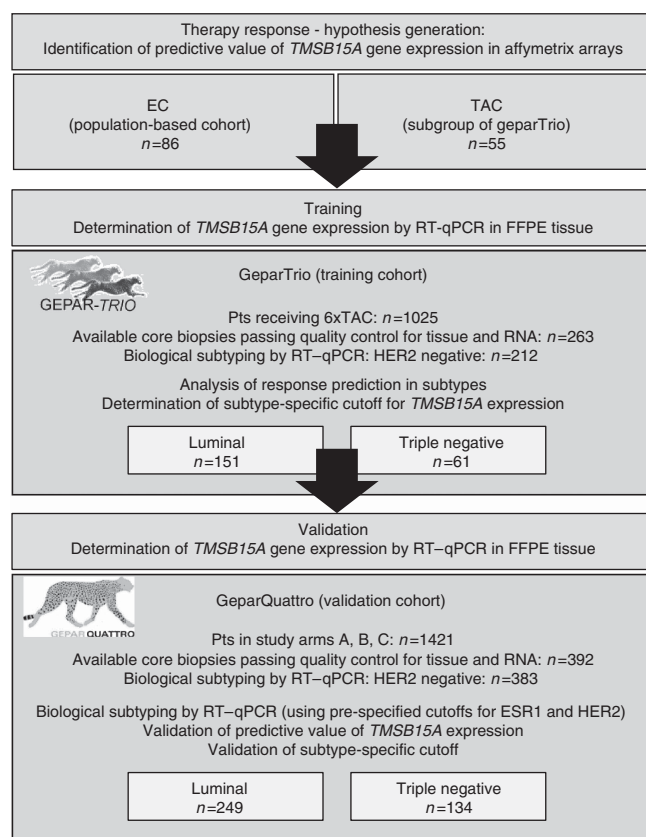 Therapy response - hypothesis generation:
Identification of predictive value of TMSB15A gene expression in affymetrix arrays
EC
(population-based cohort)
n=86
TAC
(subgroup of geparTrio)
n=55
Training
Determination of TMSB15A gene expression by RT-qPCR in FFPE tissue
GEPAR-TRIO
GeparTrio (training cohort)
Pts receiving 6xTAC: n=1025
Available core biopsies passing quality control for tissue and RNA: n=263
Biological subtyping by RT–qPCR: HER2 negative: n=212
Analysis of response prediction in subtypes
Determination of subtype-specific cutoff for TMSB15A expression
Luminal
n=151
Triple negative
n=61
Validation
Determination of TMSB15A gene expression by RT–qPCR in FFPE tissue
GEPARQUATTRO
GeparQuattro (validation cohort)
Pts in study arms A, B, C: n=1421
Available core biopsies passing quality control for tissue and RNA: n=392
Biological subtyping by RT–qPCR: HER2 negative: n=383
Biological subtyping by RT–qPCR (using pre-specified cutoffs for ESR1 and HER2)
Validation of predictive value of TMSB15A expression
Validation of subtype-specific cutoff
Luminal
n=249
Triple negative
n=134